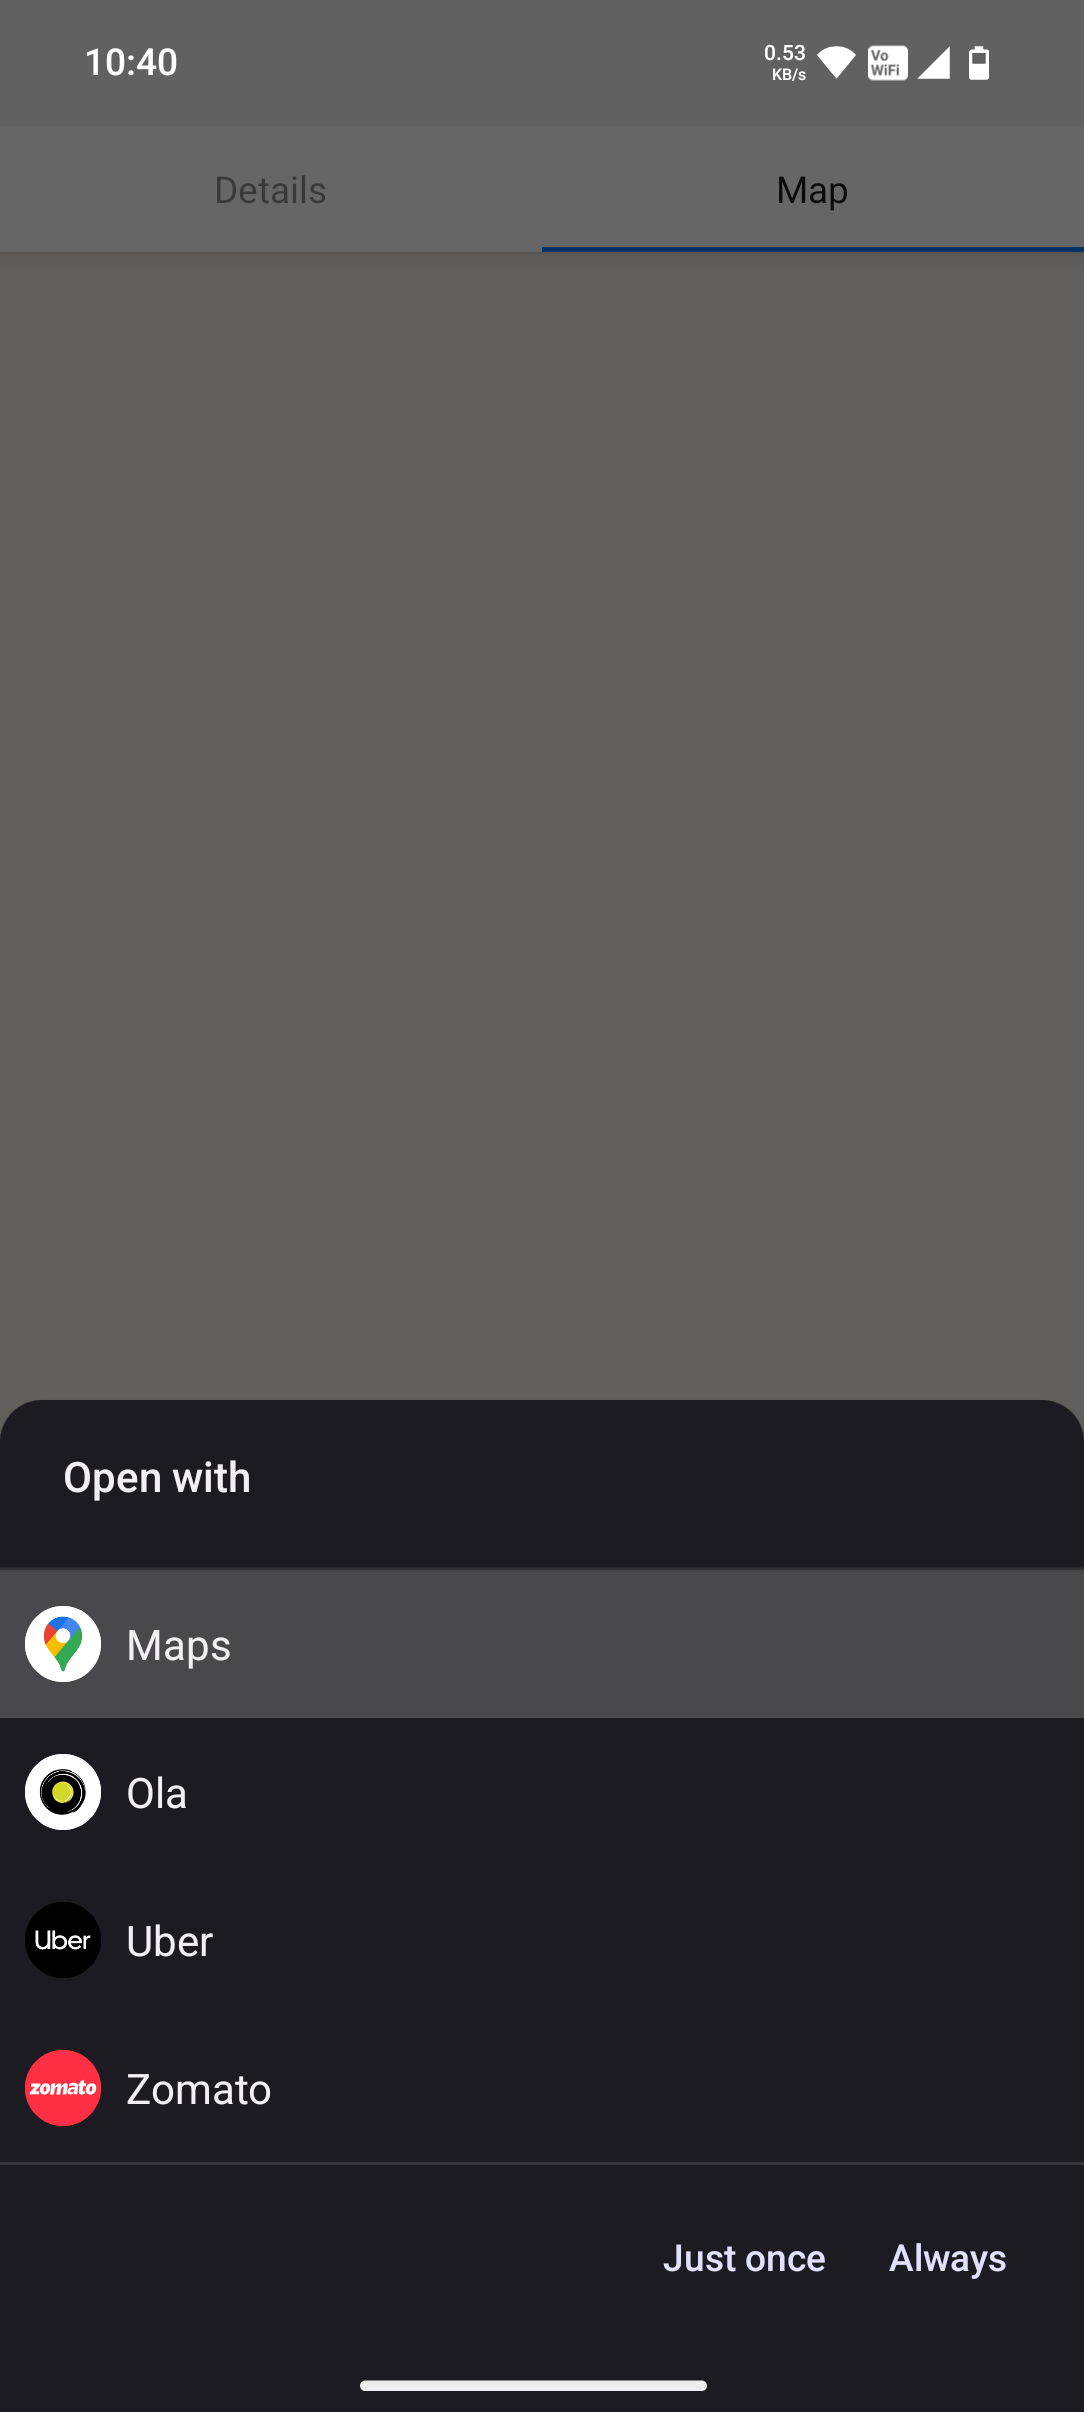 10:40
0.53
KB/s
Vo
WiFi
Details
Map
Open with
Maps
Ola
Uber
Uber
zomato
Zomato
Just once
Always